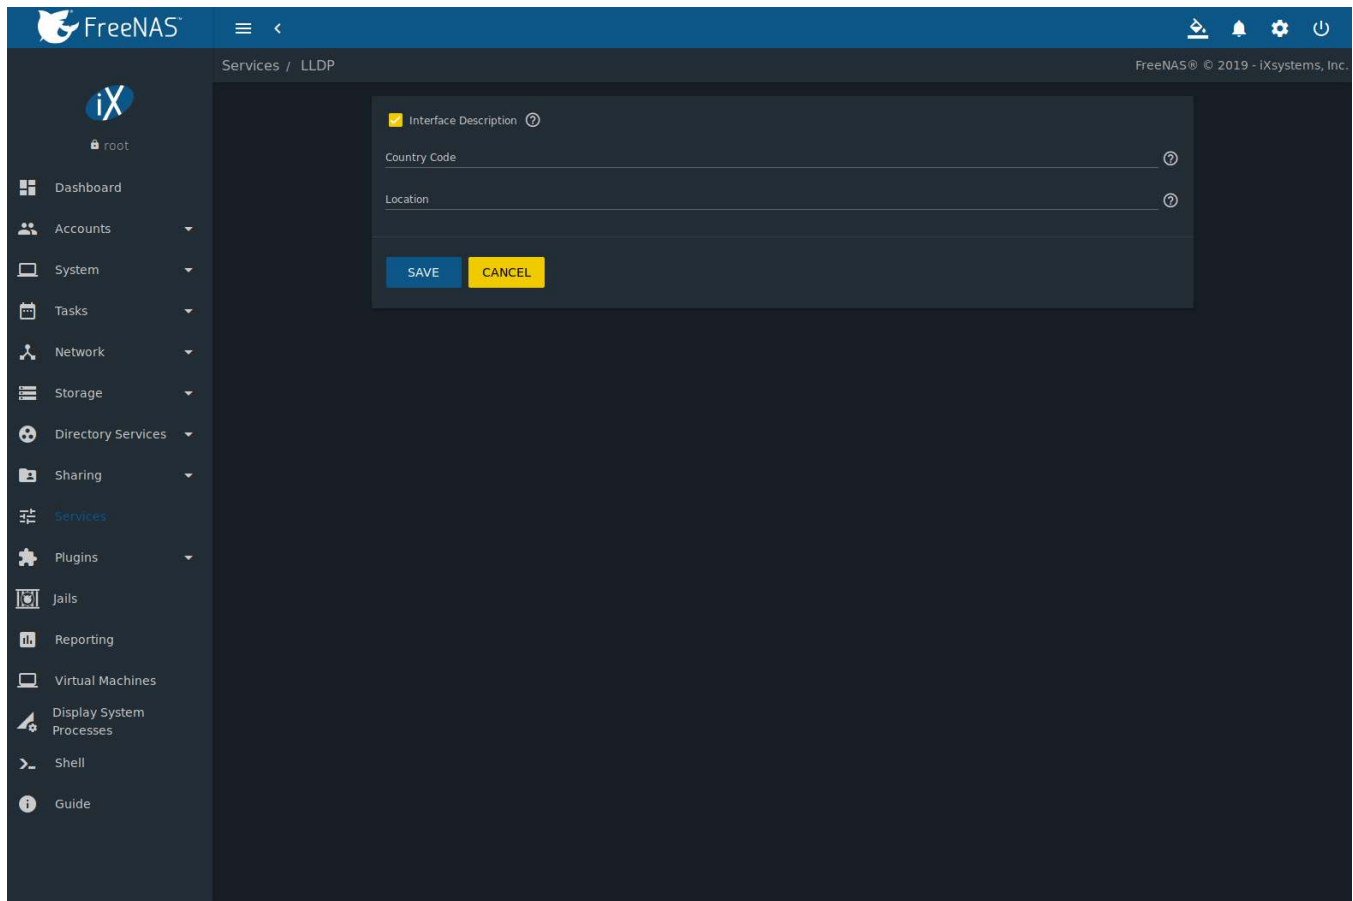 FreeNAS™
Services / LLDP
FreeNAS® © 2019 - iXsystems, Inc.
iX
root
Dashboard
Accounts
System
Tasks
Network
Storage
Directory Services
Sharing
Services
Plugins
Jails
Reporting
Virtual Machines
Display System
Processes
Shell
Guide
Interface Description
Country Code
Location
SAVE CANCEL